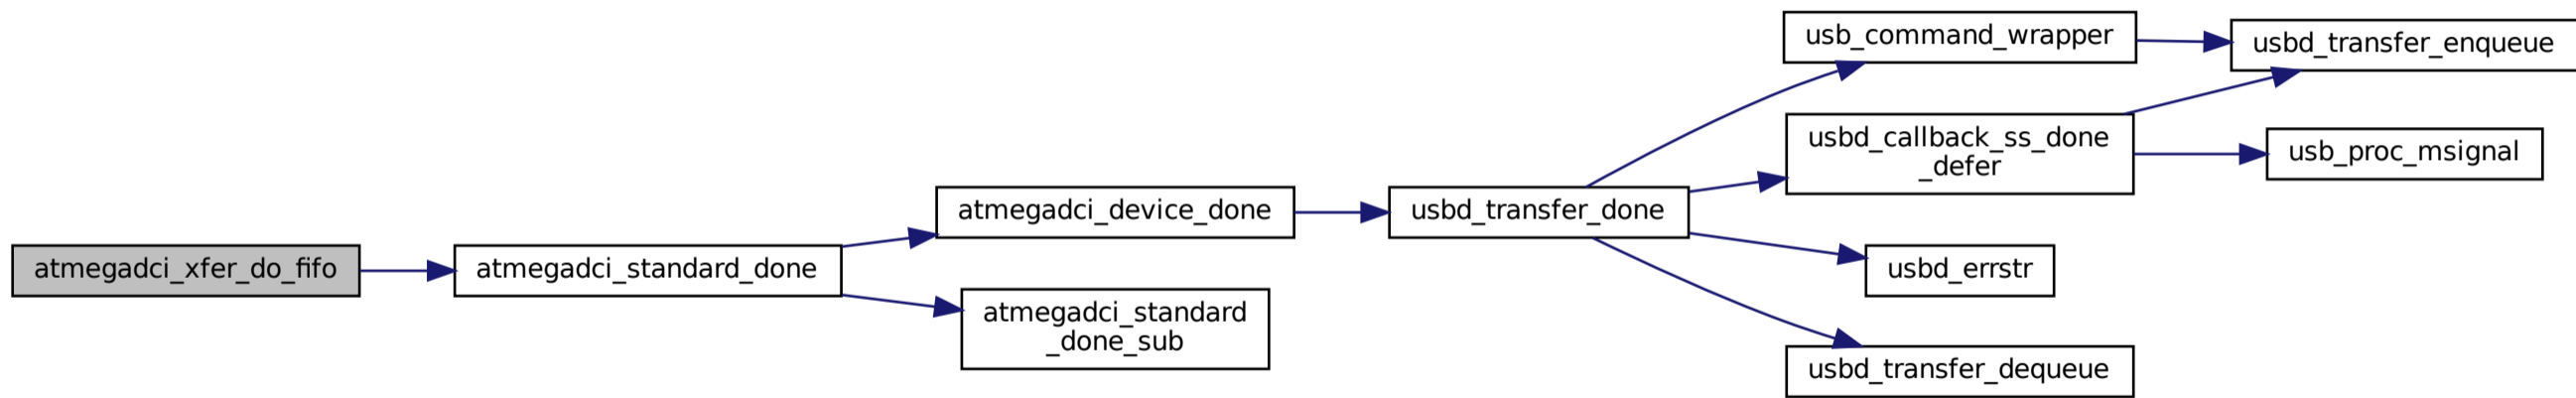 atmegadci_xfer_do_fifo
atmegadci_standard_done
atmegadci_device_done
atmegadci_standard
_done_sub
usbd_transfer_done
usb_command_wrapper
usbd_callback_ss_done
_defer
usbd_errstr
usbd_transfer_dequeue
usbd_transfer_enqueue
usb_proc_msignal